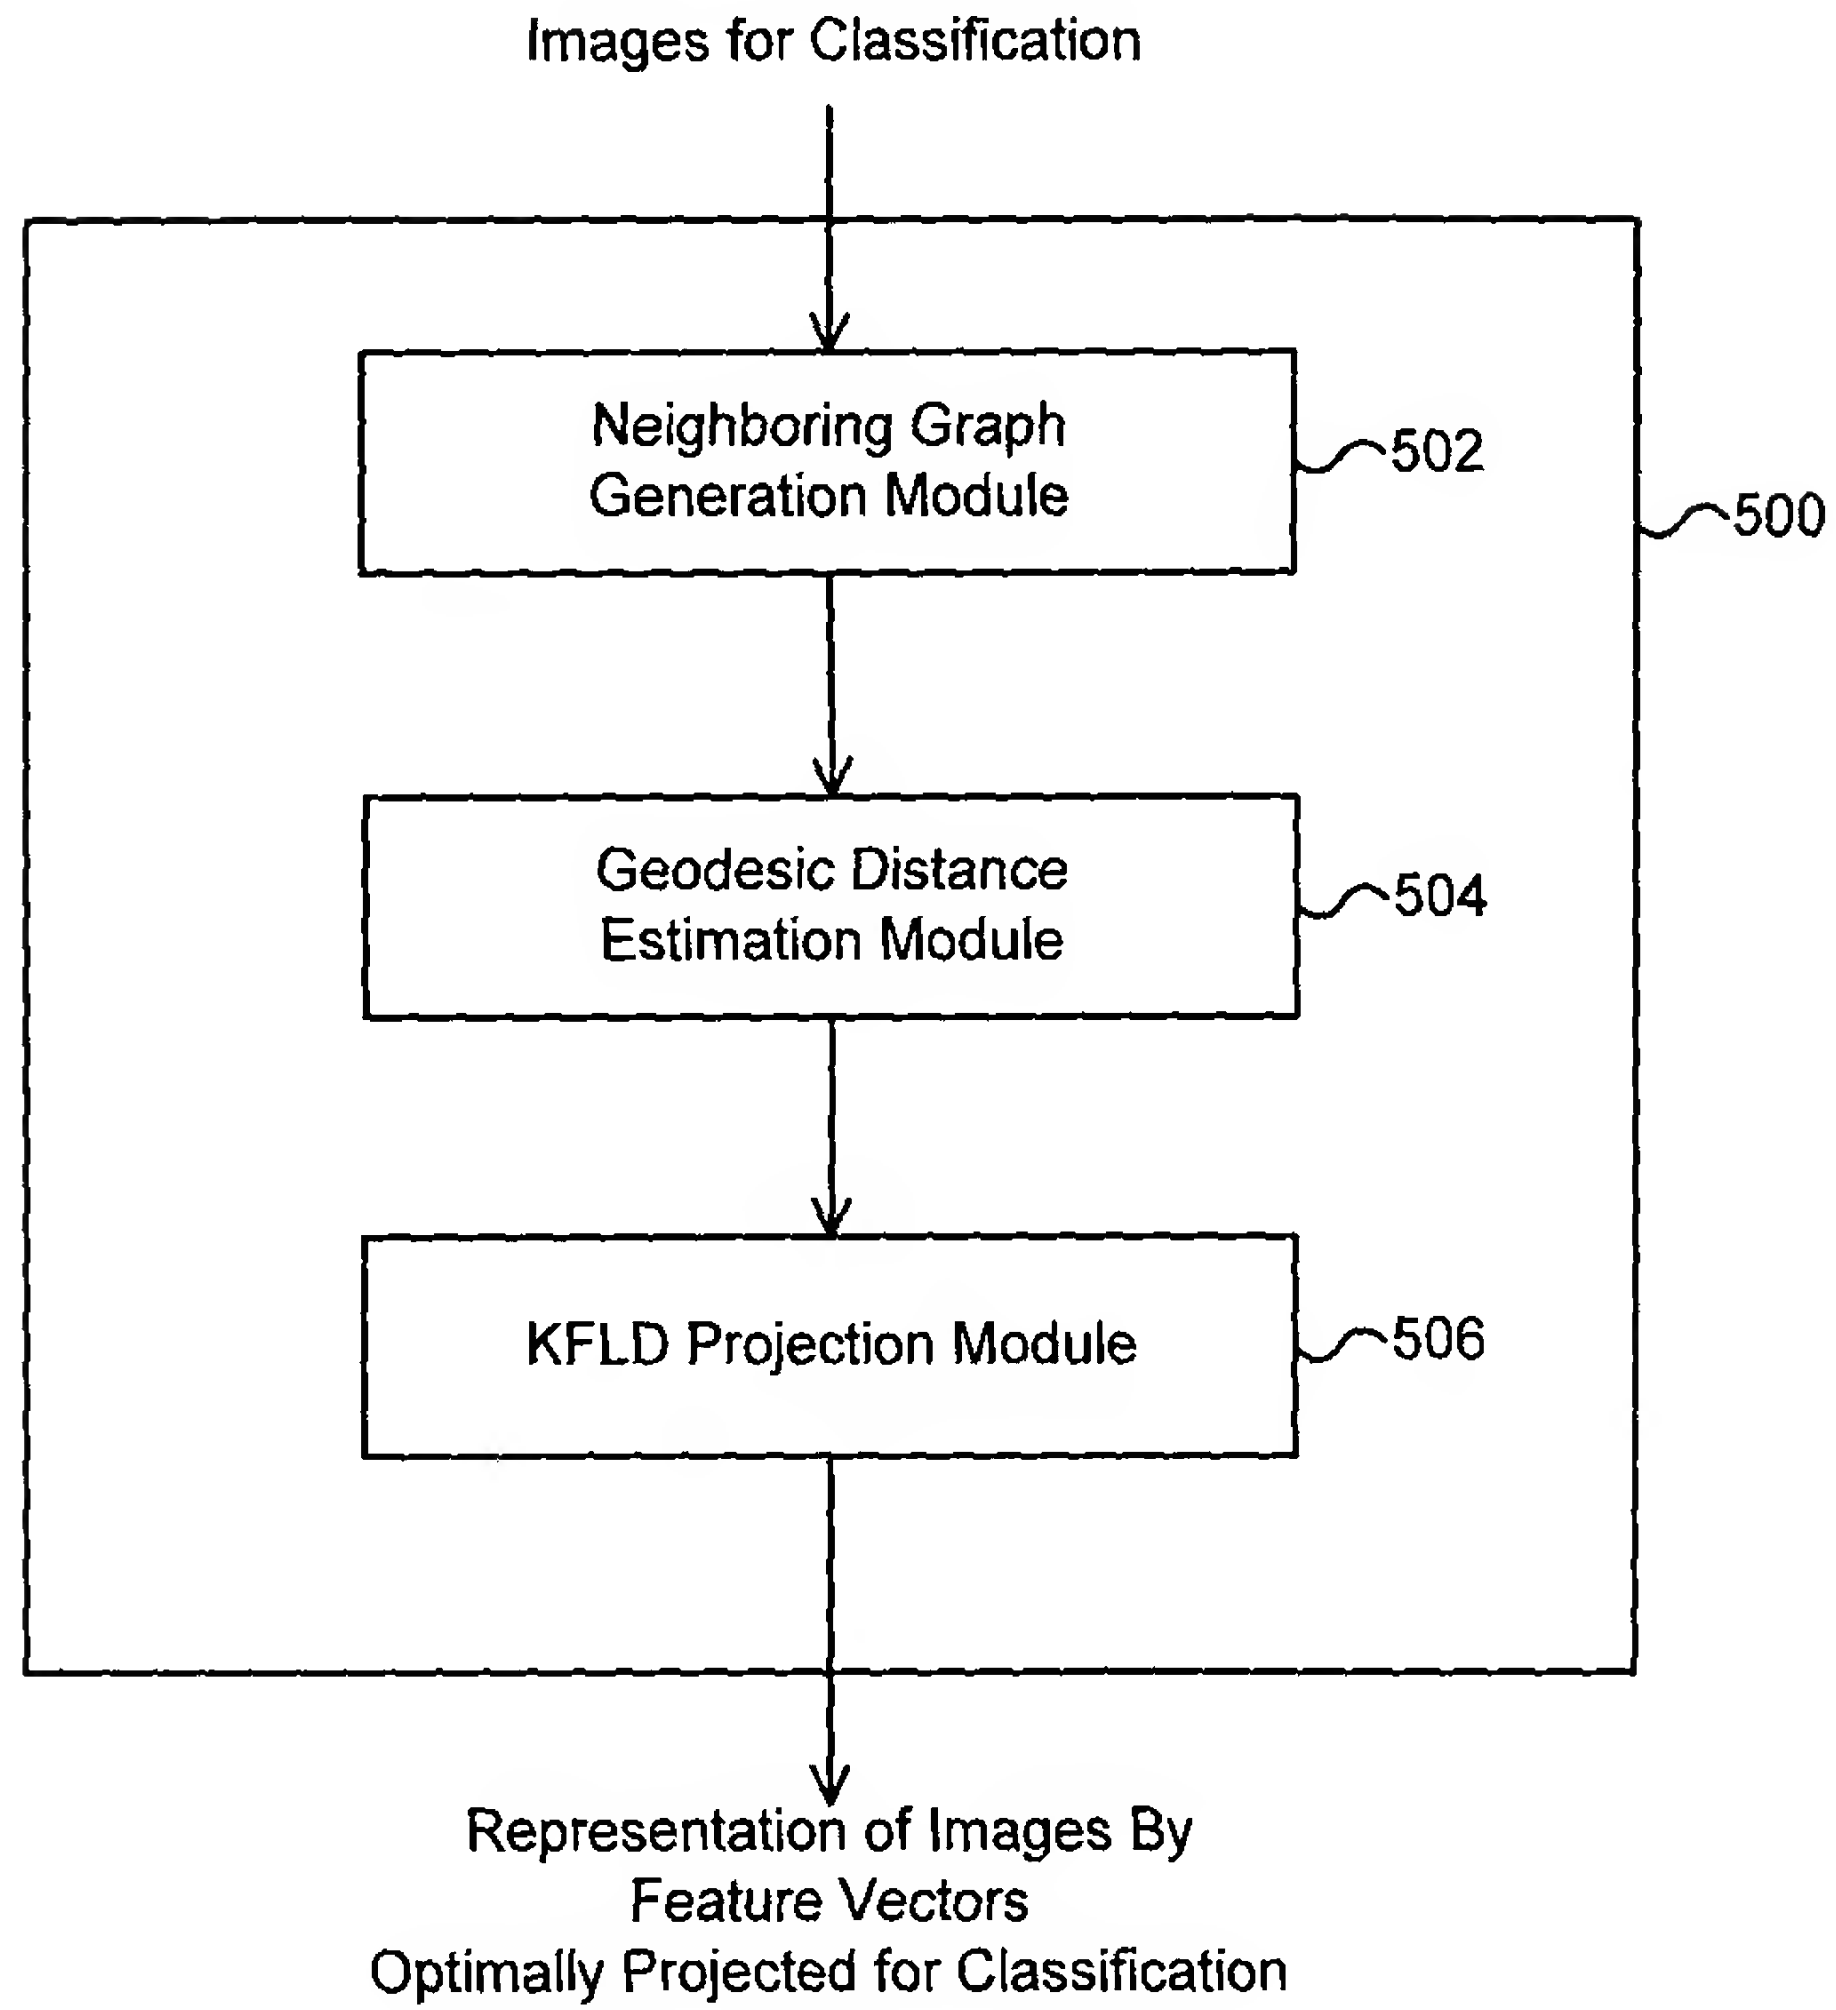 Images for Classification
Neighboring Graph
Generation Module
502
500
Geodesic Distance
Estimation Module
504
KFLD Projection Module
506
Representation of Images By
Feature Vectors
Optimally Projected for Classification